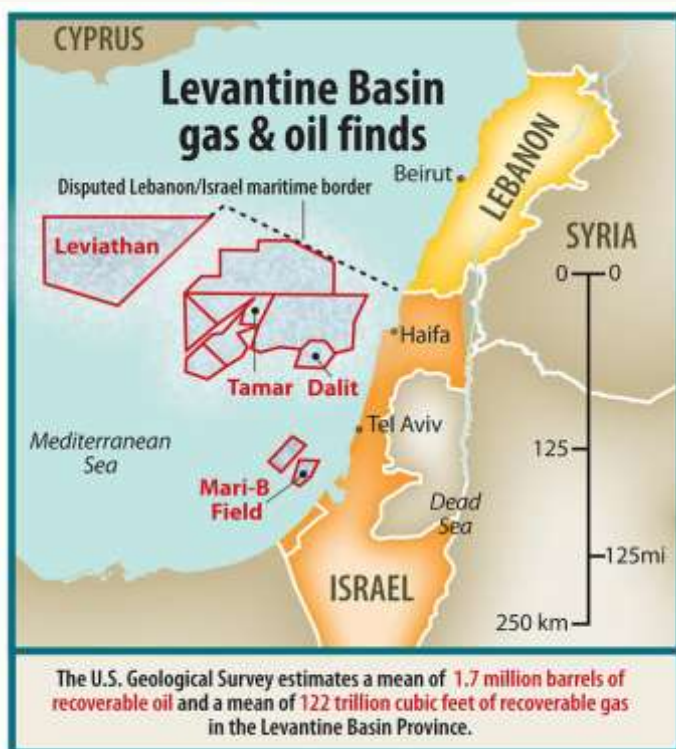 CYPRUS
Levantine Basin
gas & oil finds
Disputed Lebanon/Israel maritime border
Beirut
LEBANON
Leviathan
SYRIA
0
0
Haifa
Tamar
Dalit
Mediterranean
Sea
Tel Aviv
125
Mari-B
Field
Dead
Sea
125mi
ISRAEL
250 km
The U.S. Geological Survey estimates a mean of 1.7 million barrels of
recoverable oil and a mean of 122 trillion cubic feet of recoverable gas
in the Levantine Basin Province.